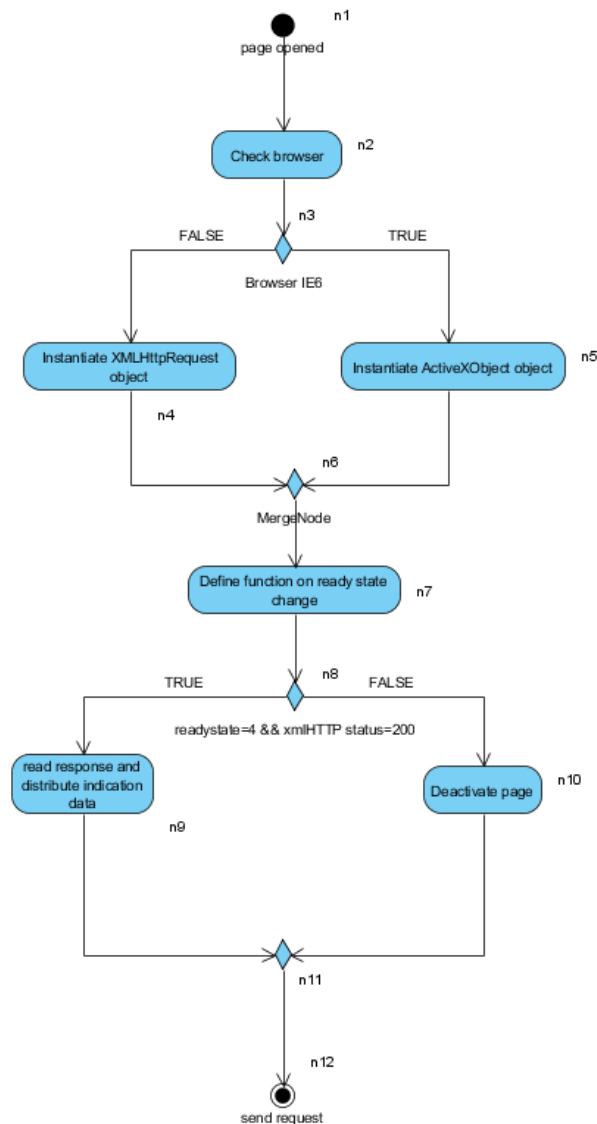 n1
page opened
n2
Check browser
n3
FALSE
TRUE
Browser IE6
Instantiate XMLHttpRequest
object
Instantiate ActiveXObject object
n5
n4
n6
MergeNode
Define function on ready state
change
n7
n8
TRUE
FALSE
readystate=4 && xmlHTTP status=200
read response and
distribute indication
data
Deactivate page
n10
n9
n11
n12
send request